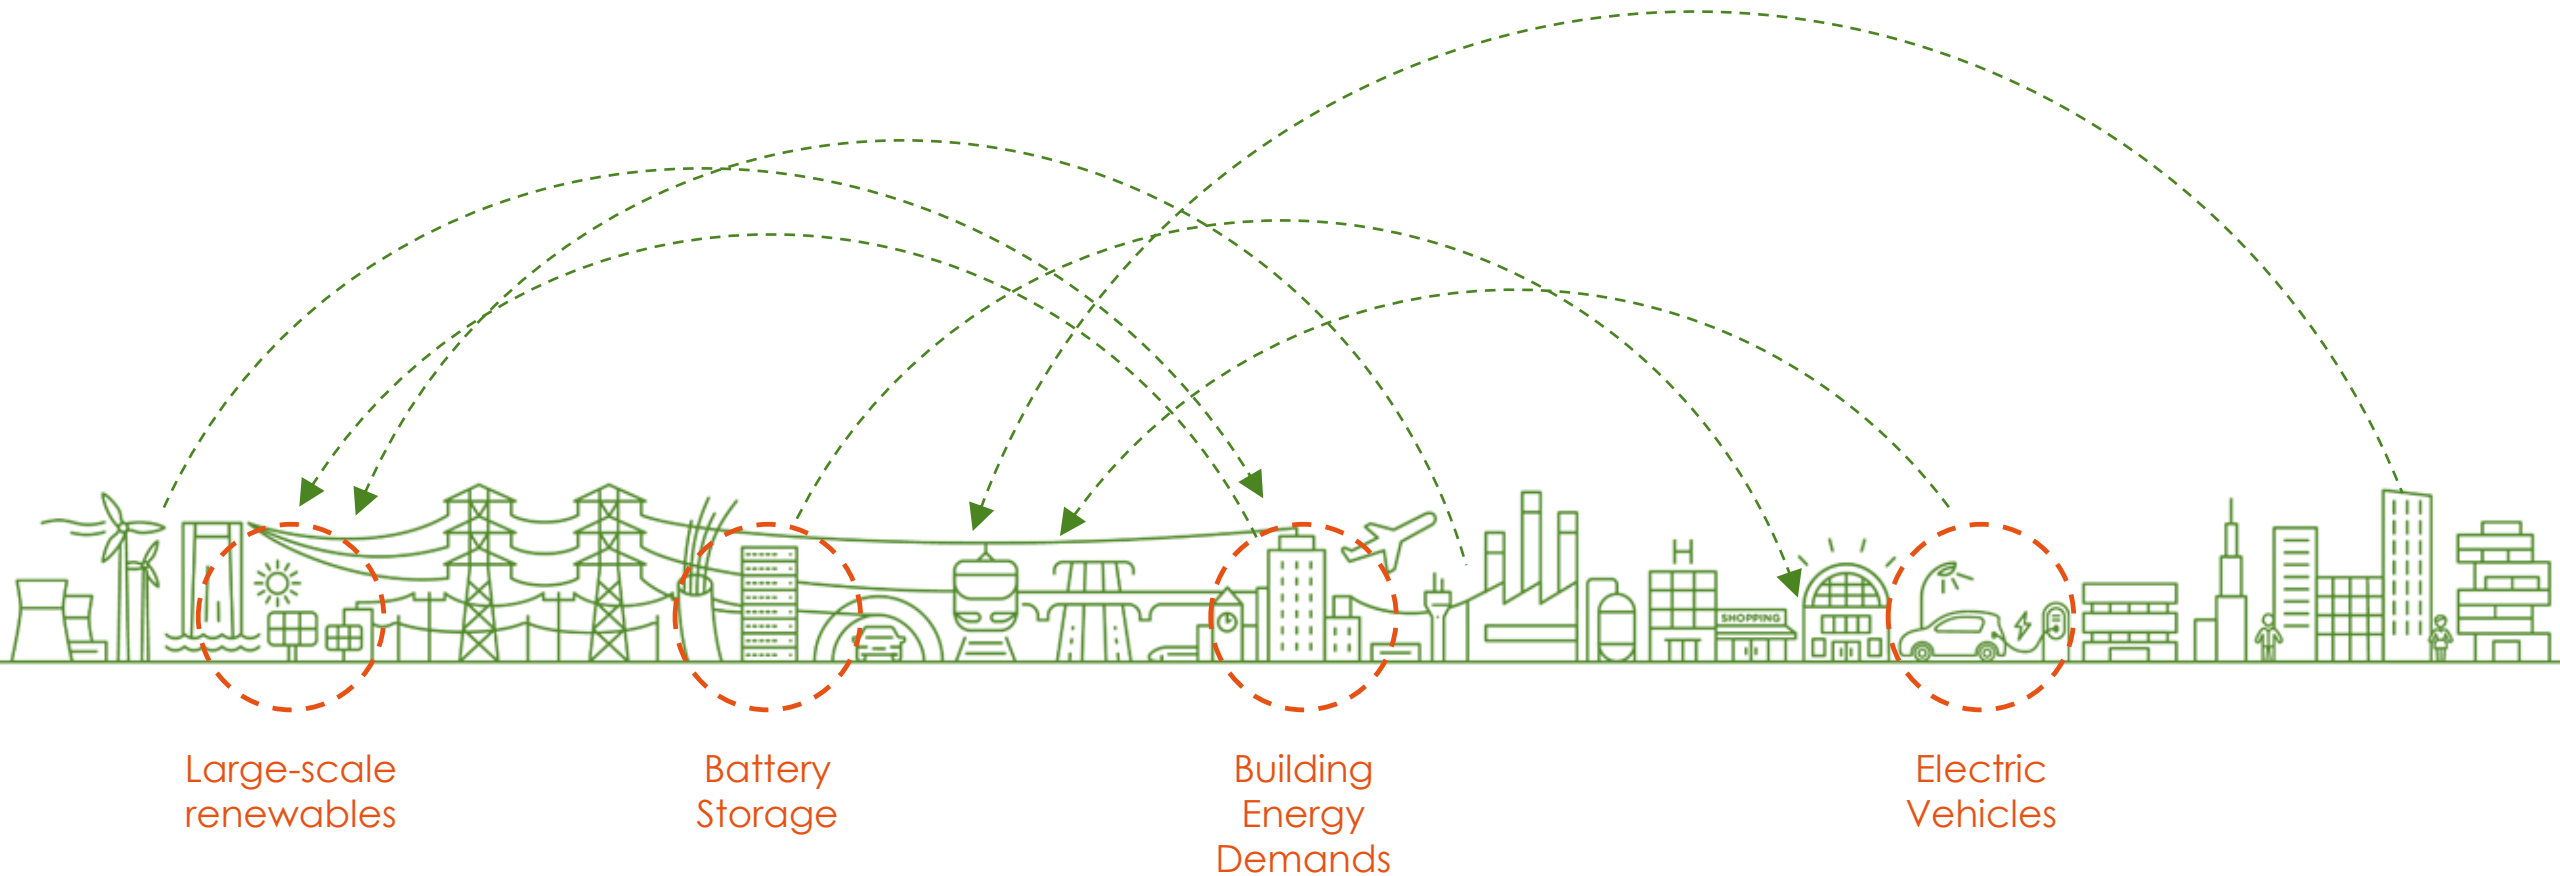 SHOPPING
Large-scale
renewables
Battery
Storage
Building
Energy
Demands
Electric
Vehicles